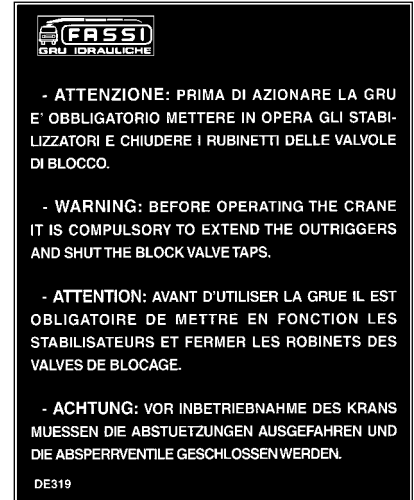 FASSI
GRU IDRAULICHE
- ATTENZIONE: PRIMA DI AZIONARE LA GRU
E' OBBLIGATORIO METTERE IN OPERA GLI STABI-
LIZZATORI E CHIUDERE I RUBINETTI DELLE VALVOLE
DI BLOCCO.
- WARNING: BEFORE OPERATING THE CRANE
IT IS COMPULSORY TO EXTEND THE OUTRIGGERS
AND SHUT THE BLOCK VALVE TAPS.
- ATTENTION: AVANT D'UTILISER LA GRUE IL EST
OBLIGATOIRE DE METTRE EN FONCTION LES
STABILISATEURS ET FERMER LES ROBINETS DES
VALVES DE BLOCAGE.
- ACHTUNG: VOR INBETRIEBNAHME DES KRANS
MUESSEN DIE ABSTUETZUNGEN AUSGEFAHREN UND
DIE ABSPERRVENTILE GESCHLOSSEN WERDEN.
DE319